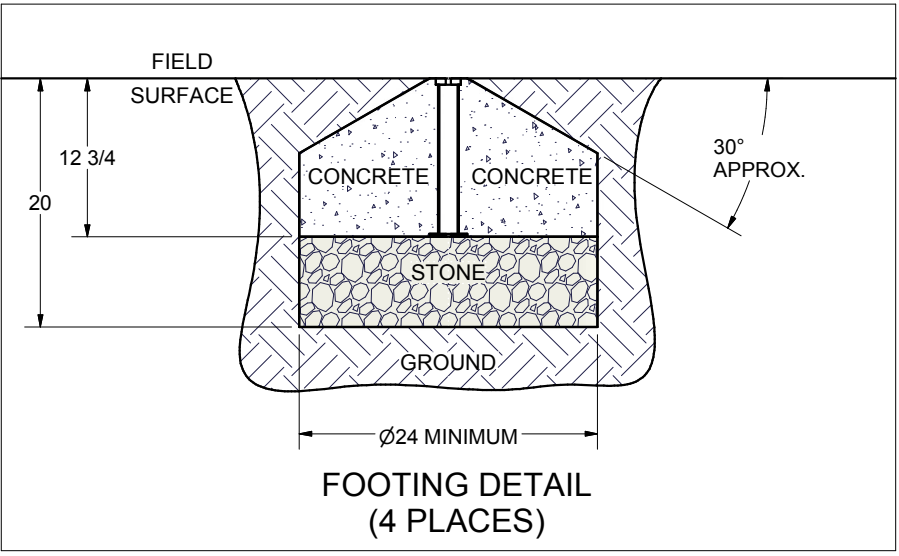 FIELD
SURFACE
12 3/4
20
30°
APPROX.
CONCRETE CONCRETE
STONE
GROUND
Ø24 MINIMUM
FOOTING DETAIL
(4 PLACES)